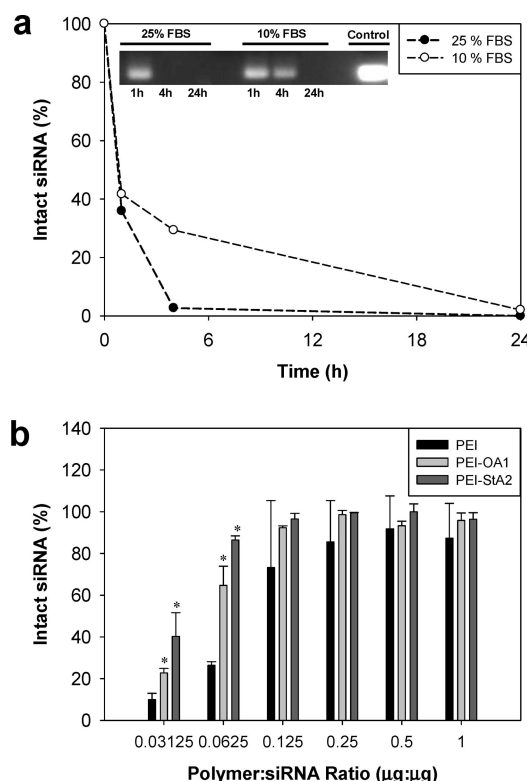 a
25% FBS 10% FBS Control
1h 4h 24h 1h 4h 24h
25 % FBS
10 % FBS
100
80
60
40
20
0
Intact siRNA (%)
0 6 12 18 24
Time (h)
b
PEI
PEI-OA1
PEI-StA2
140
120
100
80
60
40
20
0
Intact siRNA (%)
* * * *
0.03125 0.0625 0.125 0.25 0.5 1
Polymer:siRNA Ratio (μg:μg)